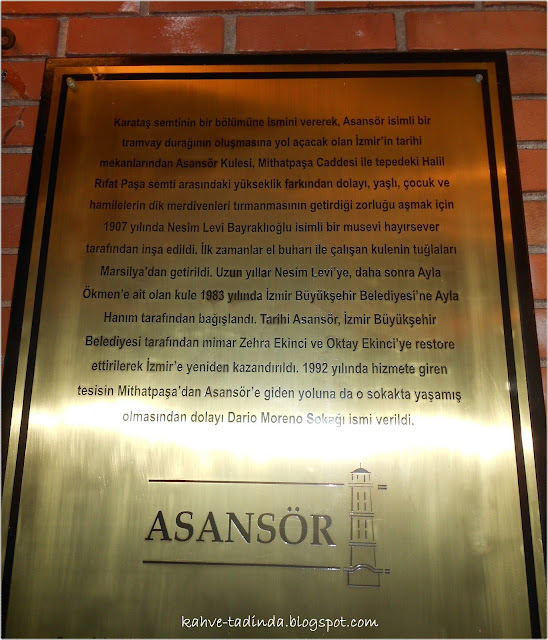 Karataş semtinin bir bölümüne ismini vererek, Asansör isimli bir
tramvay durağının oluşmasına yol açacak olan İzmir'in tarihi
mekanlarından Asansör Kulesi, Mithatpaşa Caddesi ile tepedeki Halil
Rıfat Paşa semti arasındaki yükseklik farkından dolayı, yaşlı, çocuk ve
hamilelerin dik merdivenleri tırmanmasının getirdiği zorluğu aşmak için
1907 yılında Nesim Levi Bayraklıoğlu isimli bir musevi hayırsever
tarafından inşa edildi. İlk zamanlar el buharı ile çalışan kulenin tuğlaları
Marsilya'dan getirildi. Uzun yıllar Nesim Levi'ye, daha sonra Ayla
Ökmen'e ait olan kule 1983 yılında İzmir Büyükşehir Belediyesi'ne Ayla
Hanım tarafından bağışlandı. Tarihi Asansör, İzmir Büyükşehir
Belediyesi tarafından mimar Zehra Ekinci ve Oktay Ekinci'ye restore
ettirilerek İzmir'e yeniden kazandırıldı. 1992 yılında hizmete giren
tesisin Mithatpaşa'dan Asansör'e giden yoluna da o sokakta yaşamış
olmasından dolayı Dario Moreno Sokağı ismi verildi.
ASANSÖR
kahve-tadinda.blogspot.com